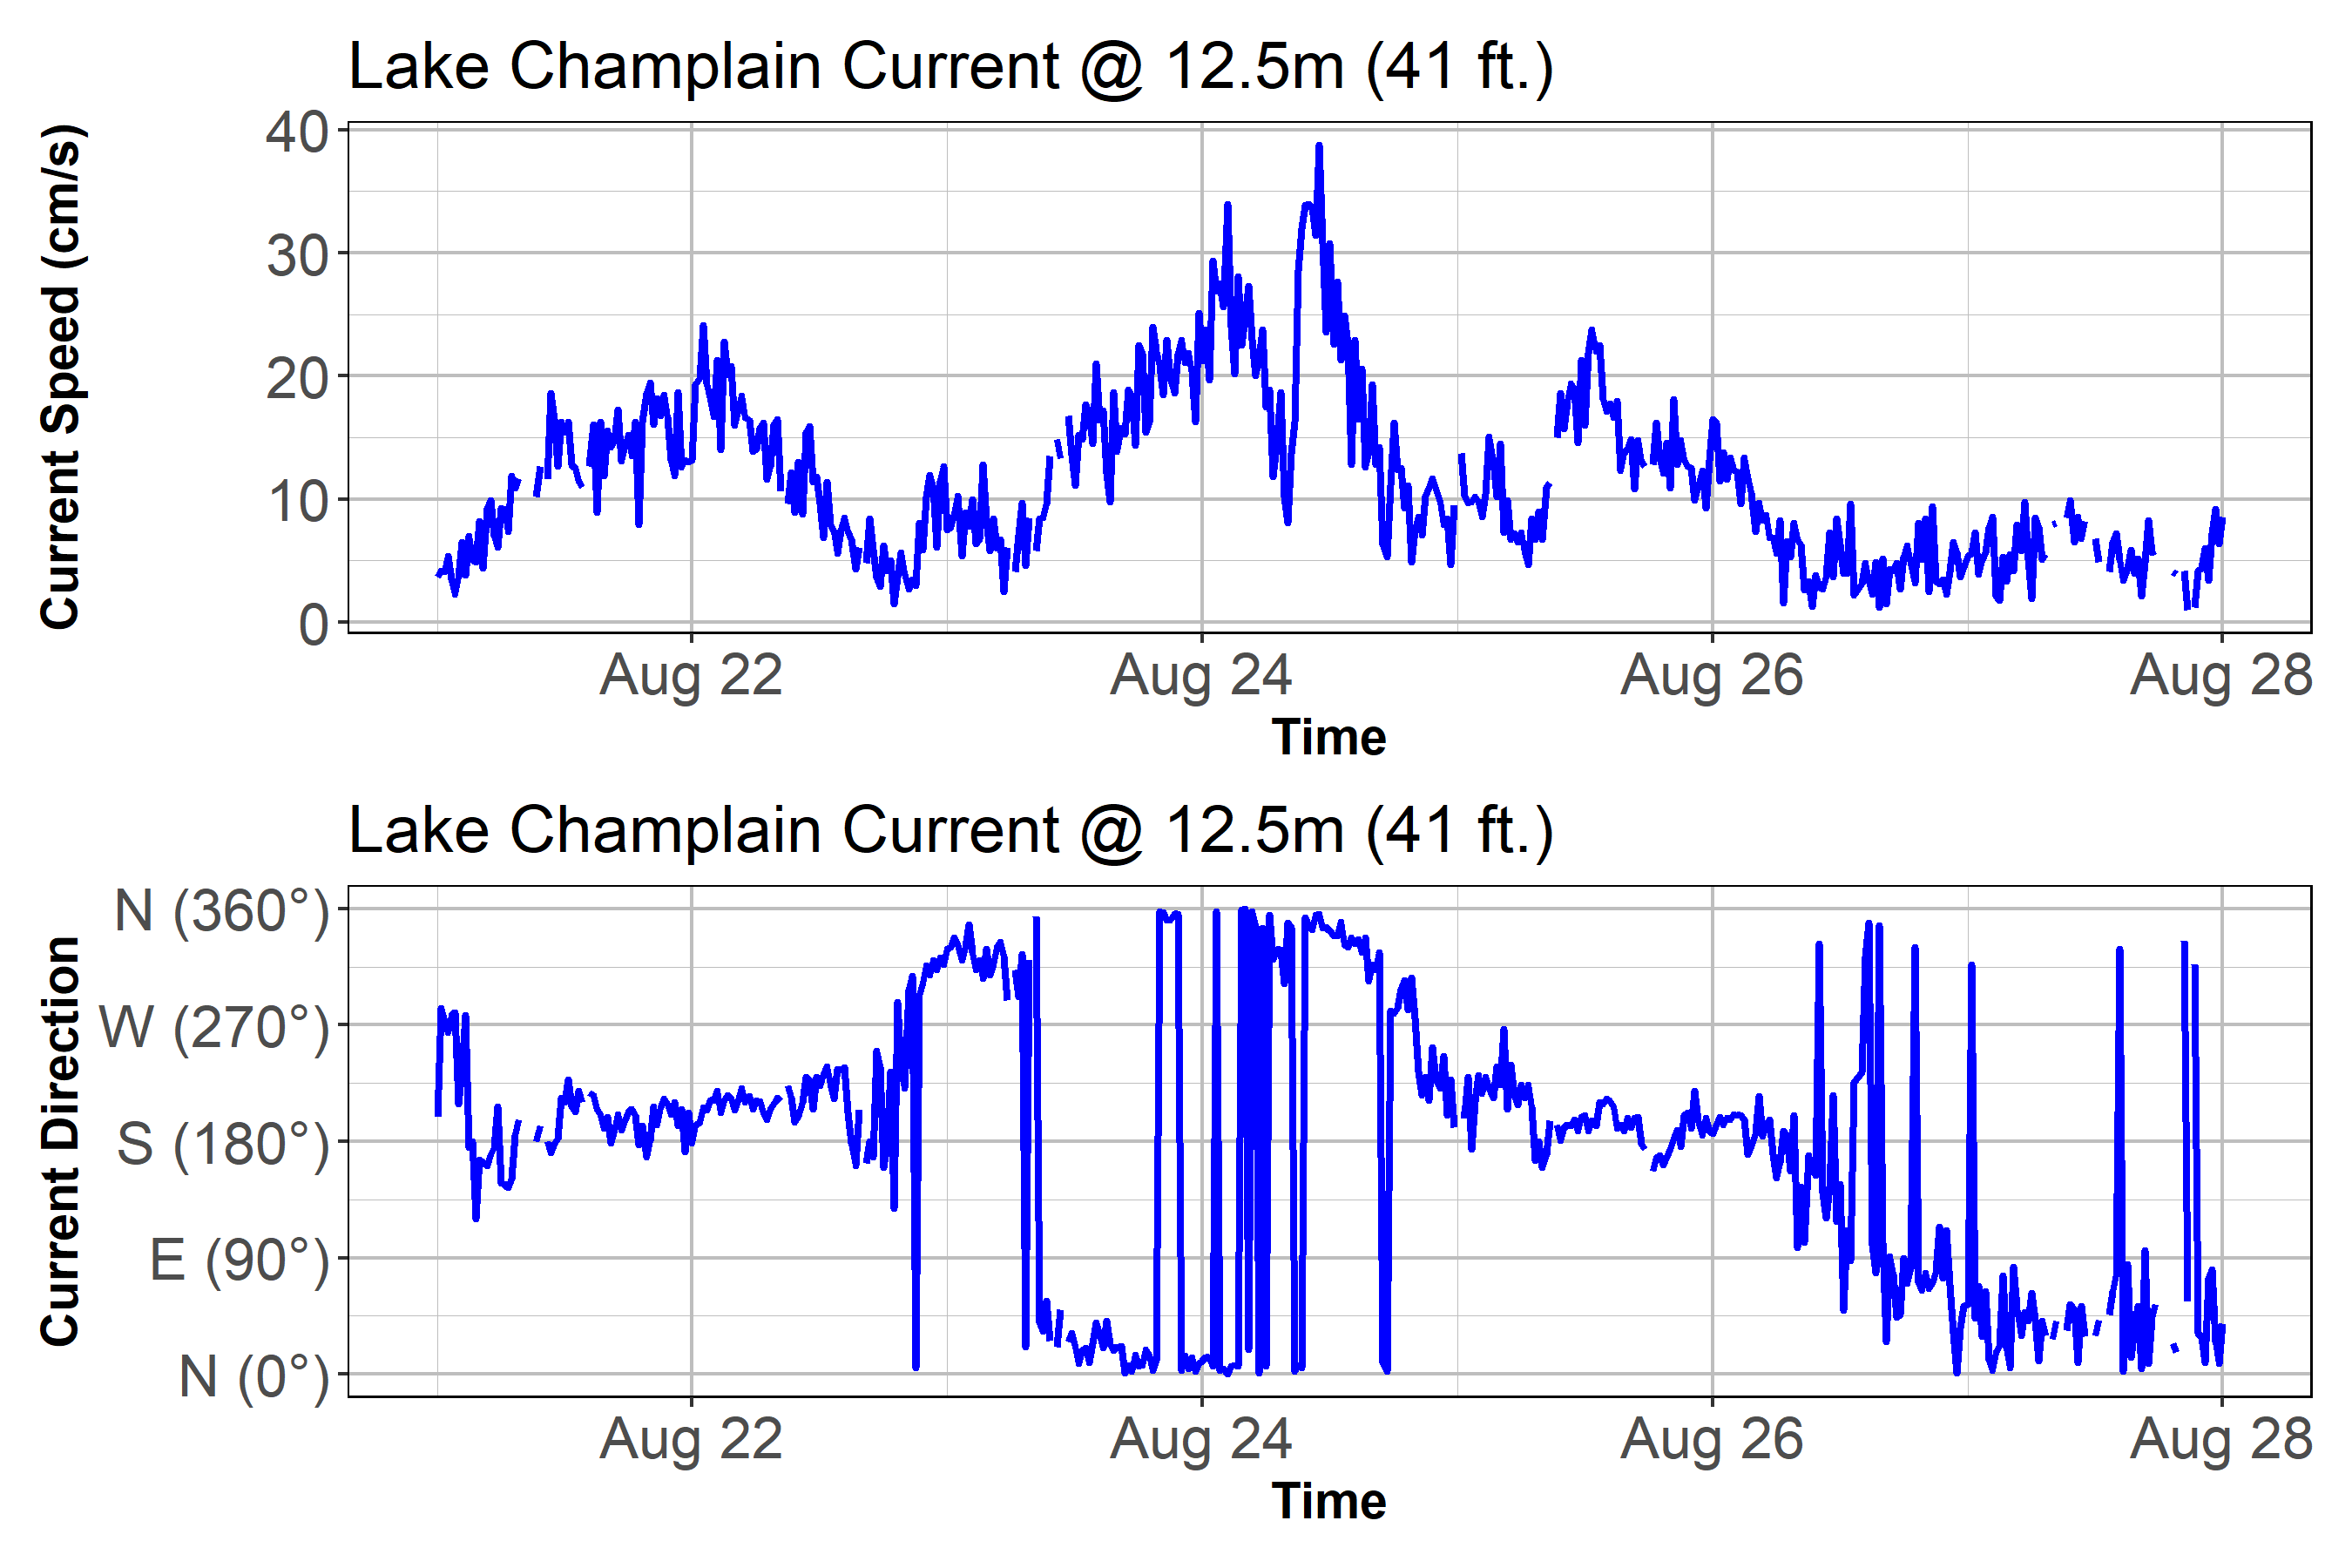 Lake Champlain Current @ 12.5m (41 ft.)
Current Speed (cm/s)
40
30
20
10
0
Aug 22 Aug 24 Aug 26 Aug 28
Time
Lake Champlain Current @ 12.5m (41 ft.)
Current Direction
N (360°)
W (270°)
S (180°)
E (90°)
N (0°)
Aug 22 Aug 24 Aug 26 Aug 28
Time